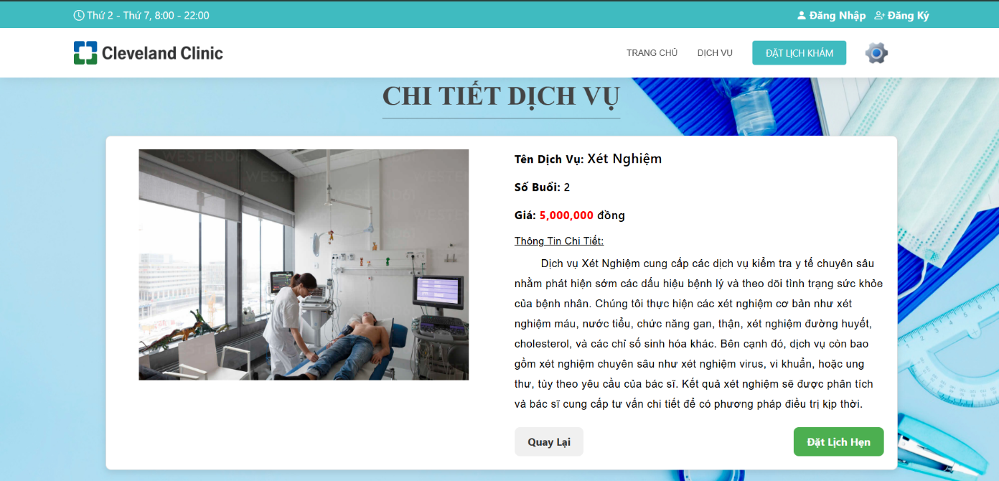 Thứ 2 - Thứ 7, 8:00 - 22:00
Đăng Nhập
Đăng Ký
Cleveland Clinic
TRANG CHỦ
DỊCH VỤ
ĐẶT LỊCH KHÁM
CHI TIẾT DỊCH VỤ
WESTEND61
Tên Dịch Vụ: Xét Nghiệm
Số Buổi: 2
Giá: 5,000,000 đồng
Thông Tin Chi Tiết:
Dịch vụ Xét Nghiệm cung cấp các dịch vụ kiểm tra y tế chuyên sâu
nhằm phát hiện sớm các dấu hiệu bệnh lý và theo dõi tình trạng sức khỏe
của bệnh nhân. Chúng tôi thực hiện các xét nghiệm cơ bản như xét
nghiệm máu, nước tiểu, chức năng gan, thận, xét nghiệm đường huyết,
cholesterol, và các chỉ số sinh hóa khác. Bên cạnh đó, dịch vụ còn bao
gồm xét nghiệm chuyên sâu như xét nghiệm virus, vi khuẩn, hoặc ung
thư, tùy theo yêu cầu của bác sĩ. Kết quả xét nghiệm sẽ được phân tích
và bác sĩ cung cấp tư vấn chi tiết để có phương pháp điều trị kịp thời.
Quay Lại
Đặt Lịch Hẹn